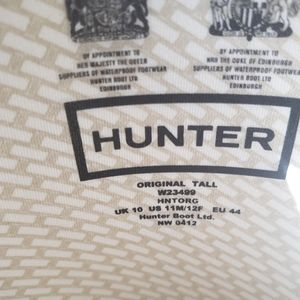 BY APPOINTMENT TO
HER MAJESTY THE QUEEN
SUPPLIERS OF WATERPROOF FOOTWEAR
HUNTER BOOT LTD
EDINBURGH
BY APPOINTMENT TO
HRH THE DUKE OF EDINBURGH
SUPPLIERS OF WATERPROOF FOOTWEAR
HUNTER BOOT LTD
EDINBURGH
HUNTER
ORIGINAL TALL
W23499
HNTORG
UK 10 US 11M/12F EU 44
Hunter Boot Ltd.
NW 0412